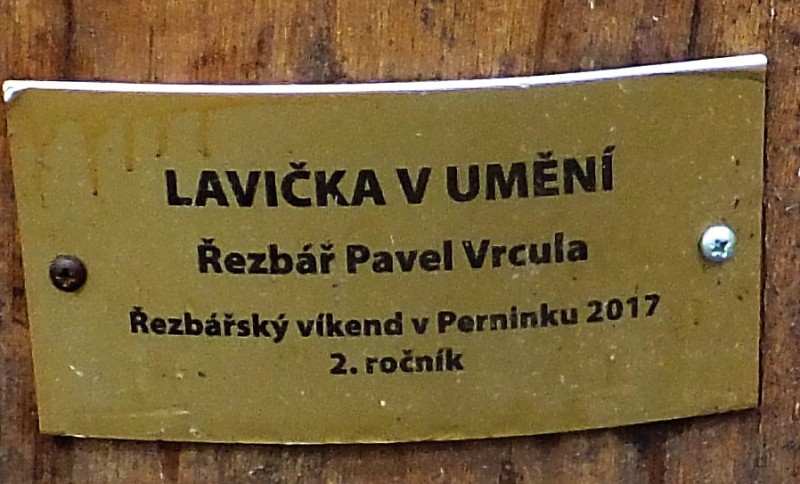 LAVIČKA V UMĚNÍ
Řezbář Pavel Vrcula
Řezbářský víkend v Perninku 2017
2. ročník